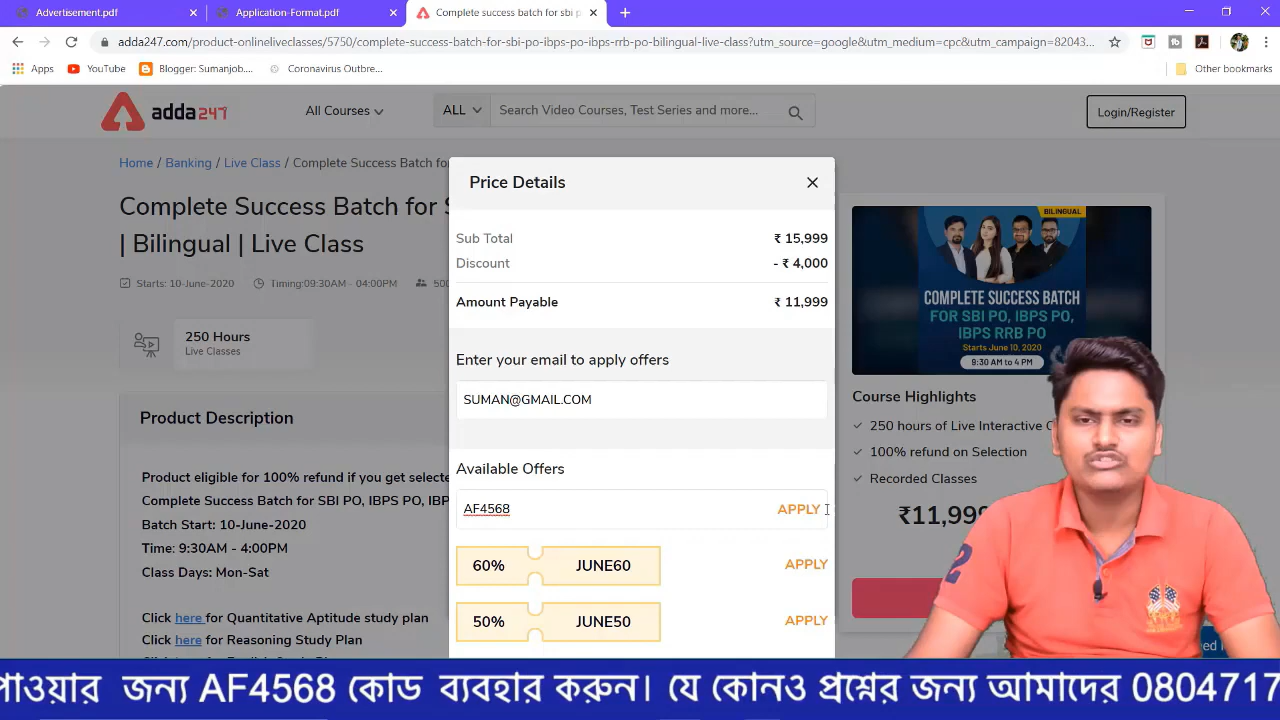 Advertisement.pdf
Application-Format.pdf
Complete success batch for sbi p
adda247.com/product-onlineliveclasses/5750/complete-success-batch-for-sbi-po-ibps-po-ibps-rrb-po-bilingual-live-class?utm_source=google&utm_medium=cpc&utm_campaign=82043...
Apps
YouTube
Blogger: Sumanjob....
Coronavirus Outbre...
Other bookmarks
adda247
All Courses
ALL
Search Video Courses, Test Series and more...
Login/Register
Home / Banking / Live Class / Complete Success Batch fo
Complete Success Batch for S
| Bilingual | Live Class
Starts: 10-June-2020
Timing:09:30AM - 04:00PM
500
250 Hours
Live Classes
Product Description
Product eligible for 100% refund if you get selecte
Complete Success Batch for SBI PO, IBPS PO, IBP
Batch Start: 10-June-2020
Time: 9:30AM - 4:00PM
Class Days: Mon-Sat
Click here for Quantitative Aptitude study plan
Click here for Reasoning Study Plan
Price Details
Sub Total ₹ 15,999
Discount - ₹ 4,000
Amount Payable ₹ 11,999
Enter your email to apply offers
SUMAN@GMAIL.COM
Available Offers
AF4568 APPLY
60% JUNE60 APPLY
50% JUNE50 APPLY
BILINGUAL
COMPLETE SUCCESS BATCH
FOR SBI PO, IBPS PO,
IBPS RRB PO
Starts June 10, 2020
9:30 AM to 4 PM
Course Highlights
250 hours of Live Interactive C
100% refund on Selection
Recorded Classes
₹11,999
2
পাওয়ার জন্য AF4568 কোড ব্যবহার করুন। যে কোনও প্রশ্নের জন্য আমাদের 0804717